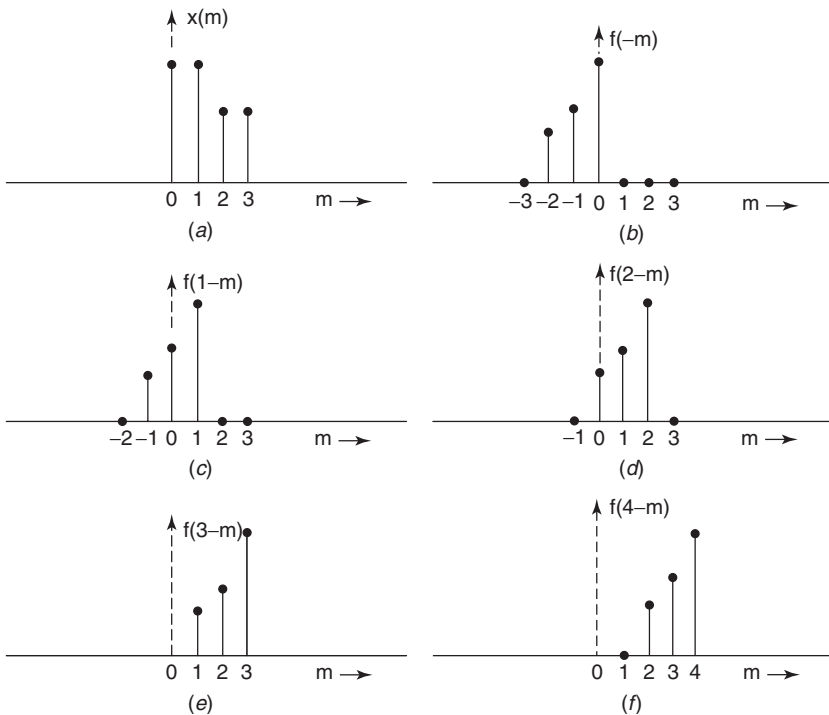 x(m)
0 1 2 3 m
(a)
f(–m)
–3 –2 –1 0 1 2 3 m
(b)
f(1–m)
–2 –1 0 1 2 3 m
(c)
f(2–m)
–1 0 1 2 3 m
(d)
f(3–m)
0 1 2 3 m
(e)
f(4–m)
0 1 2 3 4 m
(f)